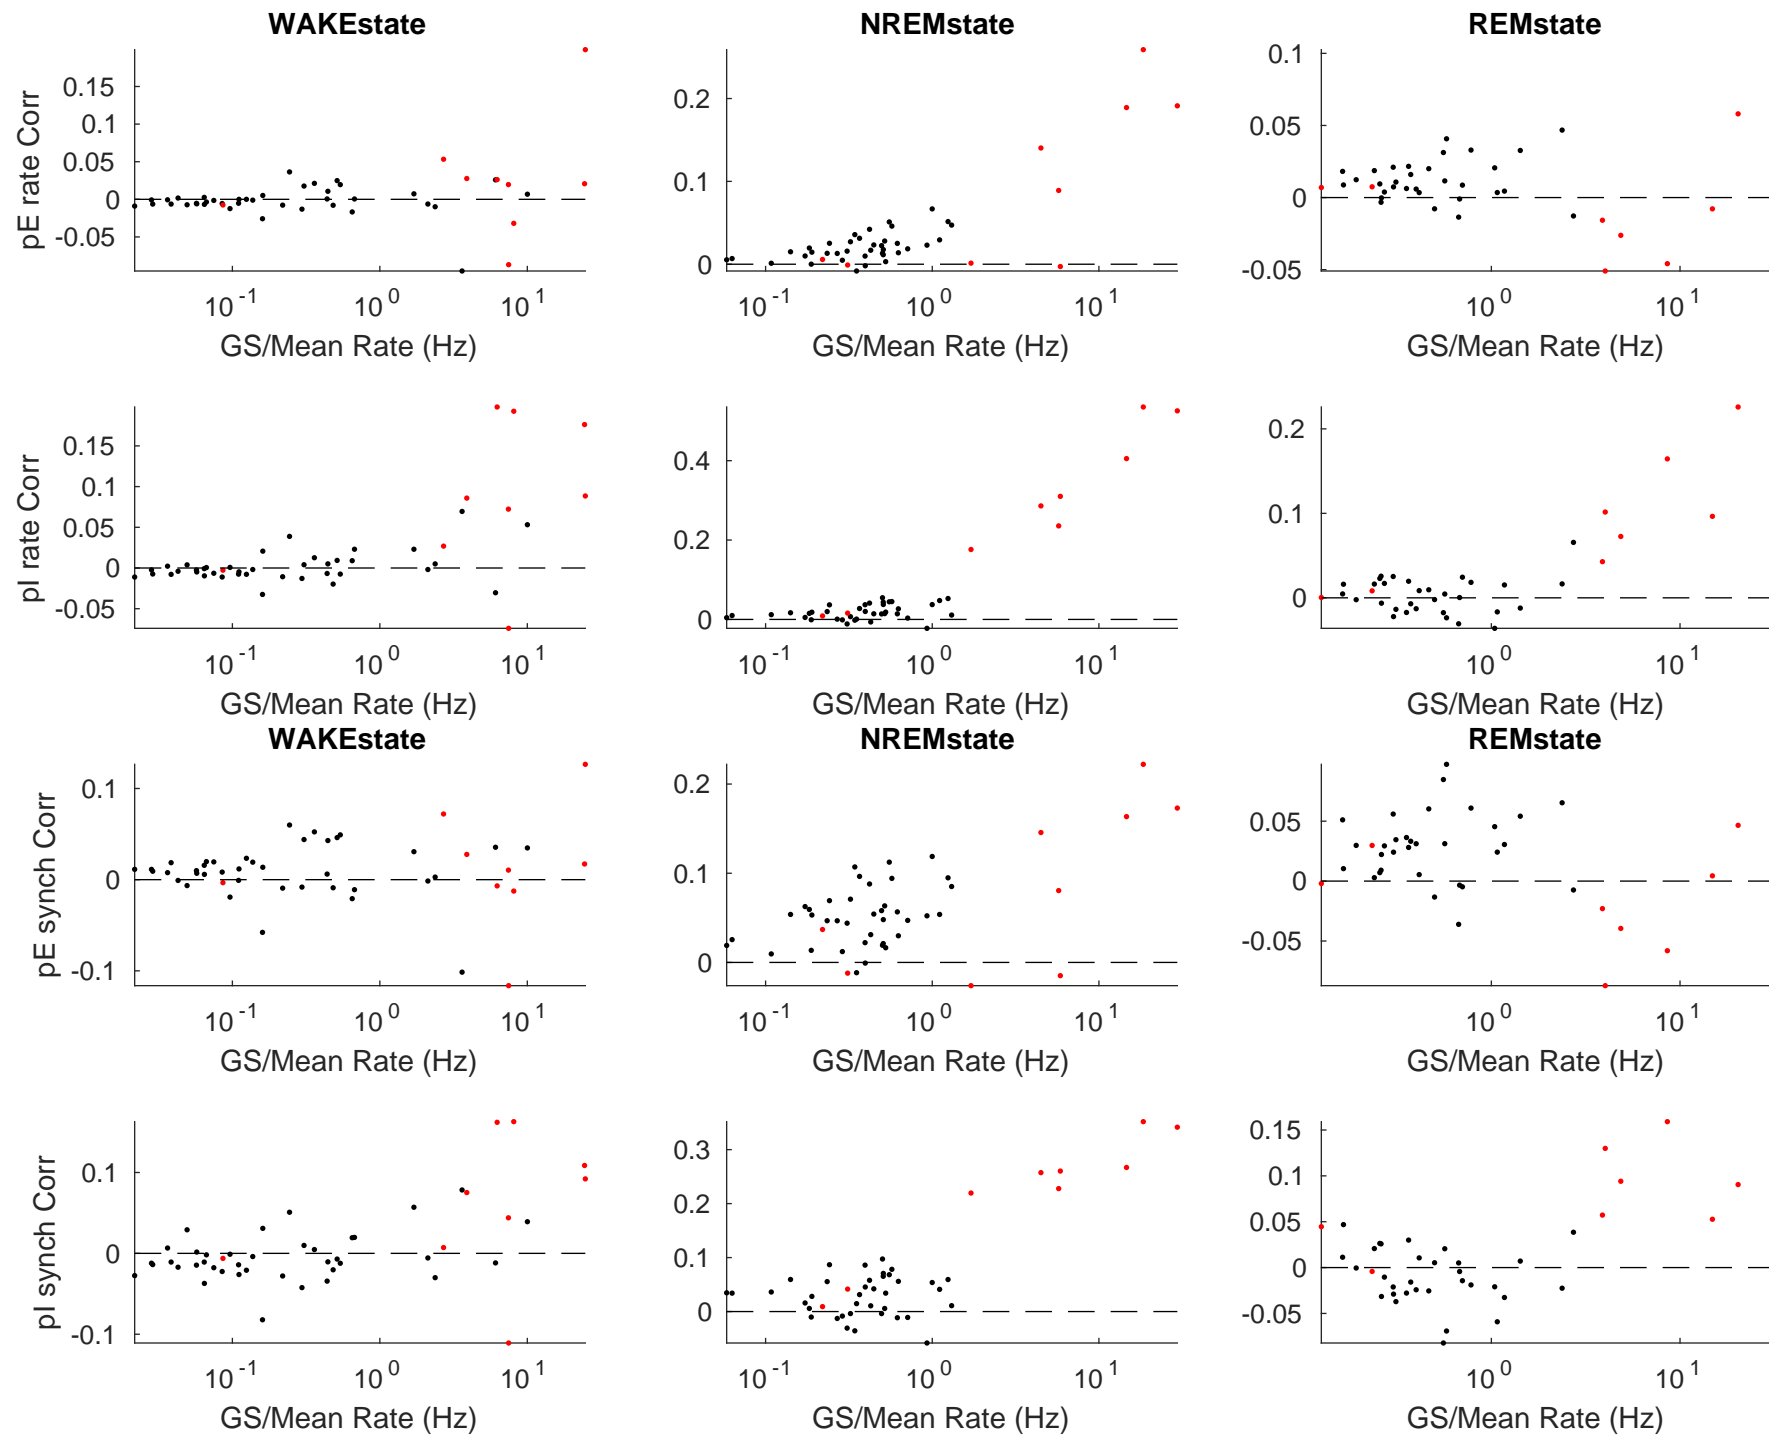 WAKEstate NREMstate REMstate
pE rate Corr
0.15
0.1
0.05
0
-0.05
10^-1 10^0 10^1
GS/Mean Rate (Hz)
0.2
0.1
0
10^-1 10^0 10^1
GS/Mean Rate (Hz)
0.1
0.05
0
-0.05
10^0 10^1
GS/Mean Rate (Hz)
pI rate Corr
0.15
0.1
0.05
0
-0.05
10^-1 10^0 10^1
GS/Mean Rate (Hz)
0.4
0.2
0
10^-1 10^0 10^1
GS/Mean Rate (Hz)
0.2
0.1
0
10^0 10^1
GS/Mean Rate (Hz)
WAKEstate NREMstate REMstate
pE synch Corr
0.1
0
-0.1
10^-1 10^0 10^1
GS/Mean Rate (Hz)
0.2
0.1
0
10^-1 10^0 10^1
GS/Mean Rate (Hz)
0.05
0
-0.05
10^0 10^1
GS/Mean Rate (Hz)
pI synch Corr
0.1
0
-0.1
10^-1 10^0 10^1
GS/Mean Rate (Hz)
0.3
0.2
0.1
0
10^-1 10^0 10^1
GS/Mean Rate (Hz)
0.15
0.1
0.05
0
-0.05
10^0 10^1
GS/Mean Rate (Hz)